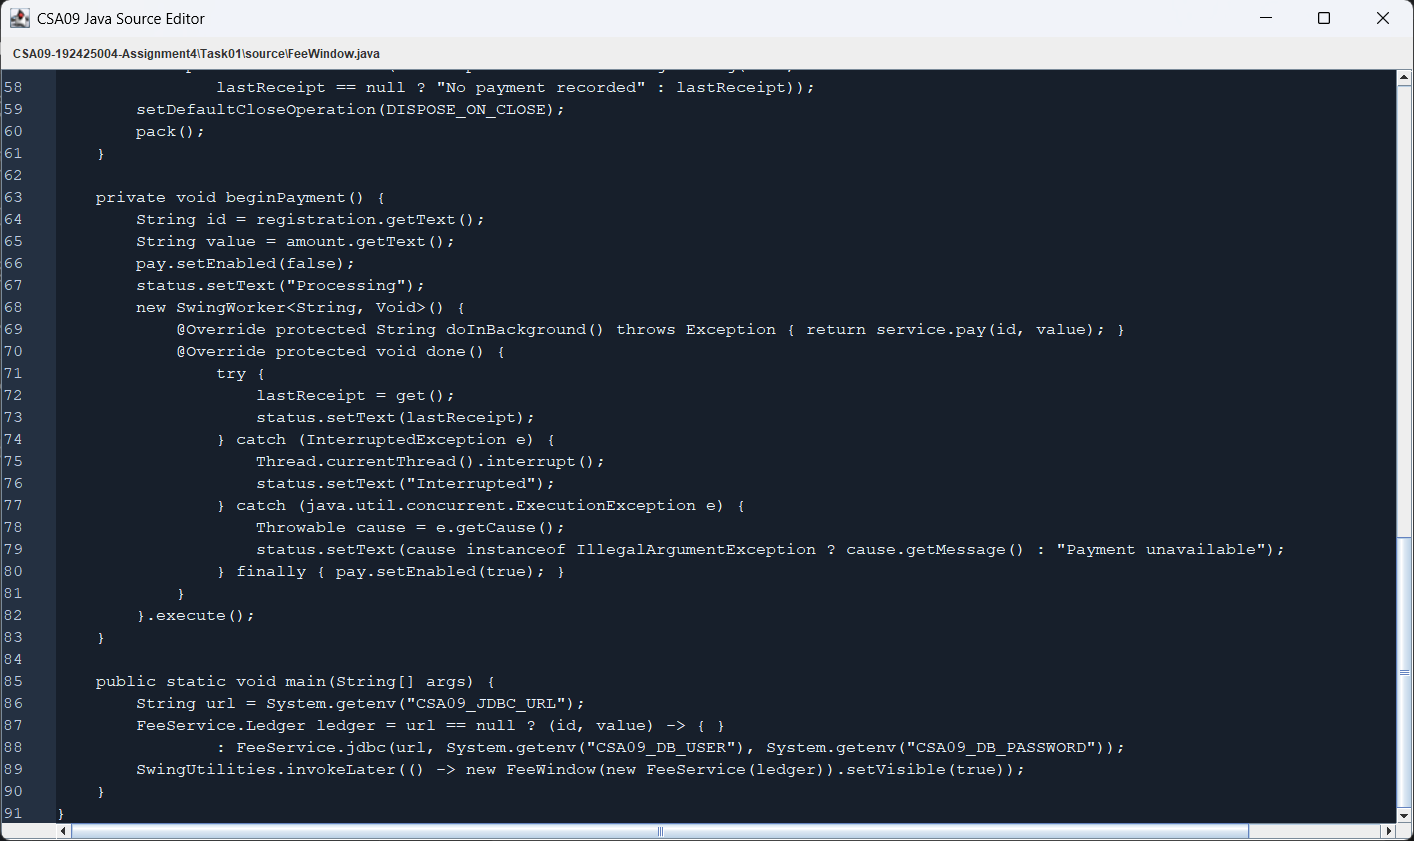 CSA09 Java Source Editor
CSA09-192425004-Assignment4\Task01\source\FeeWindow.java
58                 lastReceipt == null ? "No payment recorded" : lastReceipt));
59         setDefaultCloseOperation(DISPOSE_ON_CLOSE);
60         pack();
61     }
62
63     private void beginPayment() {
64         String id = registration.getText();
65         String value = amount.getText();
66         pay.setEnabled(false);
67         status.setText("Processing");
68         new SwingWorker<String, Void>() {
69             @Override protected String doInBackground() throws Exception { return service.pay(id, value); }
70             @Override protected void done() {
71                 try {
72                     lastReceipt = get();
73                     status.setText(lastReceipt);
74                 } catch (InterruptedException e) {
75                     Thread.currentThread().interrupt();
76                     status.setText("Interrupted");
77                 } catch (java.util.concurrent.ExecutionException e) {
78                     Throwable cause = e.getCause();
79                     status.setText(cause instanceof IllegalArgumentException ? cause.getMessage() : "Payment unavailable");
80                 } finally { pay.setEnabled(true); }
81             }
82         }.execute();
83     }
84
85     public static void main(String[] args) {
86         String url = System.getenv("CSA09_JDBC_URL");
87         FeeService.Ledger ledger = url == null ? (id, value) -> { }
88                 : FeeService.jdbc(url, System.getenv("CSA09_DB_USER"), System.getenv("CSA09_DB_PASSWORD"));
89         SwingUtilities.invokeLater(() -> new FeeWindow(new FeeService(ledger)).setVisible(true));
90     }
91 }